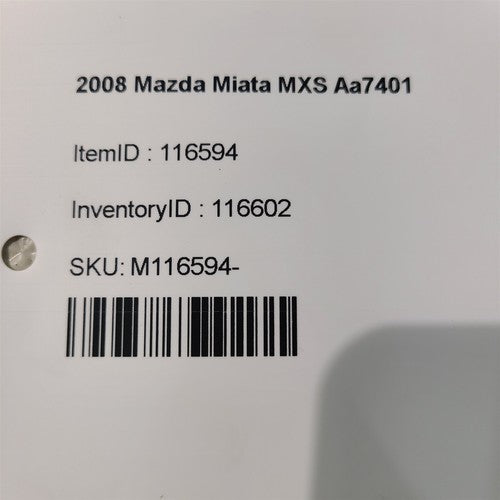 2008 Mazda Miata MXS Aa7401
ItemID : 116594
InventoryID : 116602
SKU: M116594-